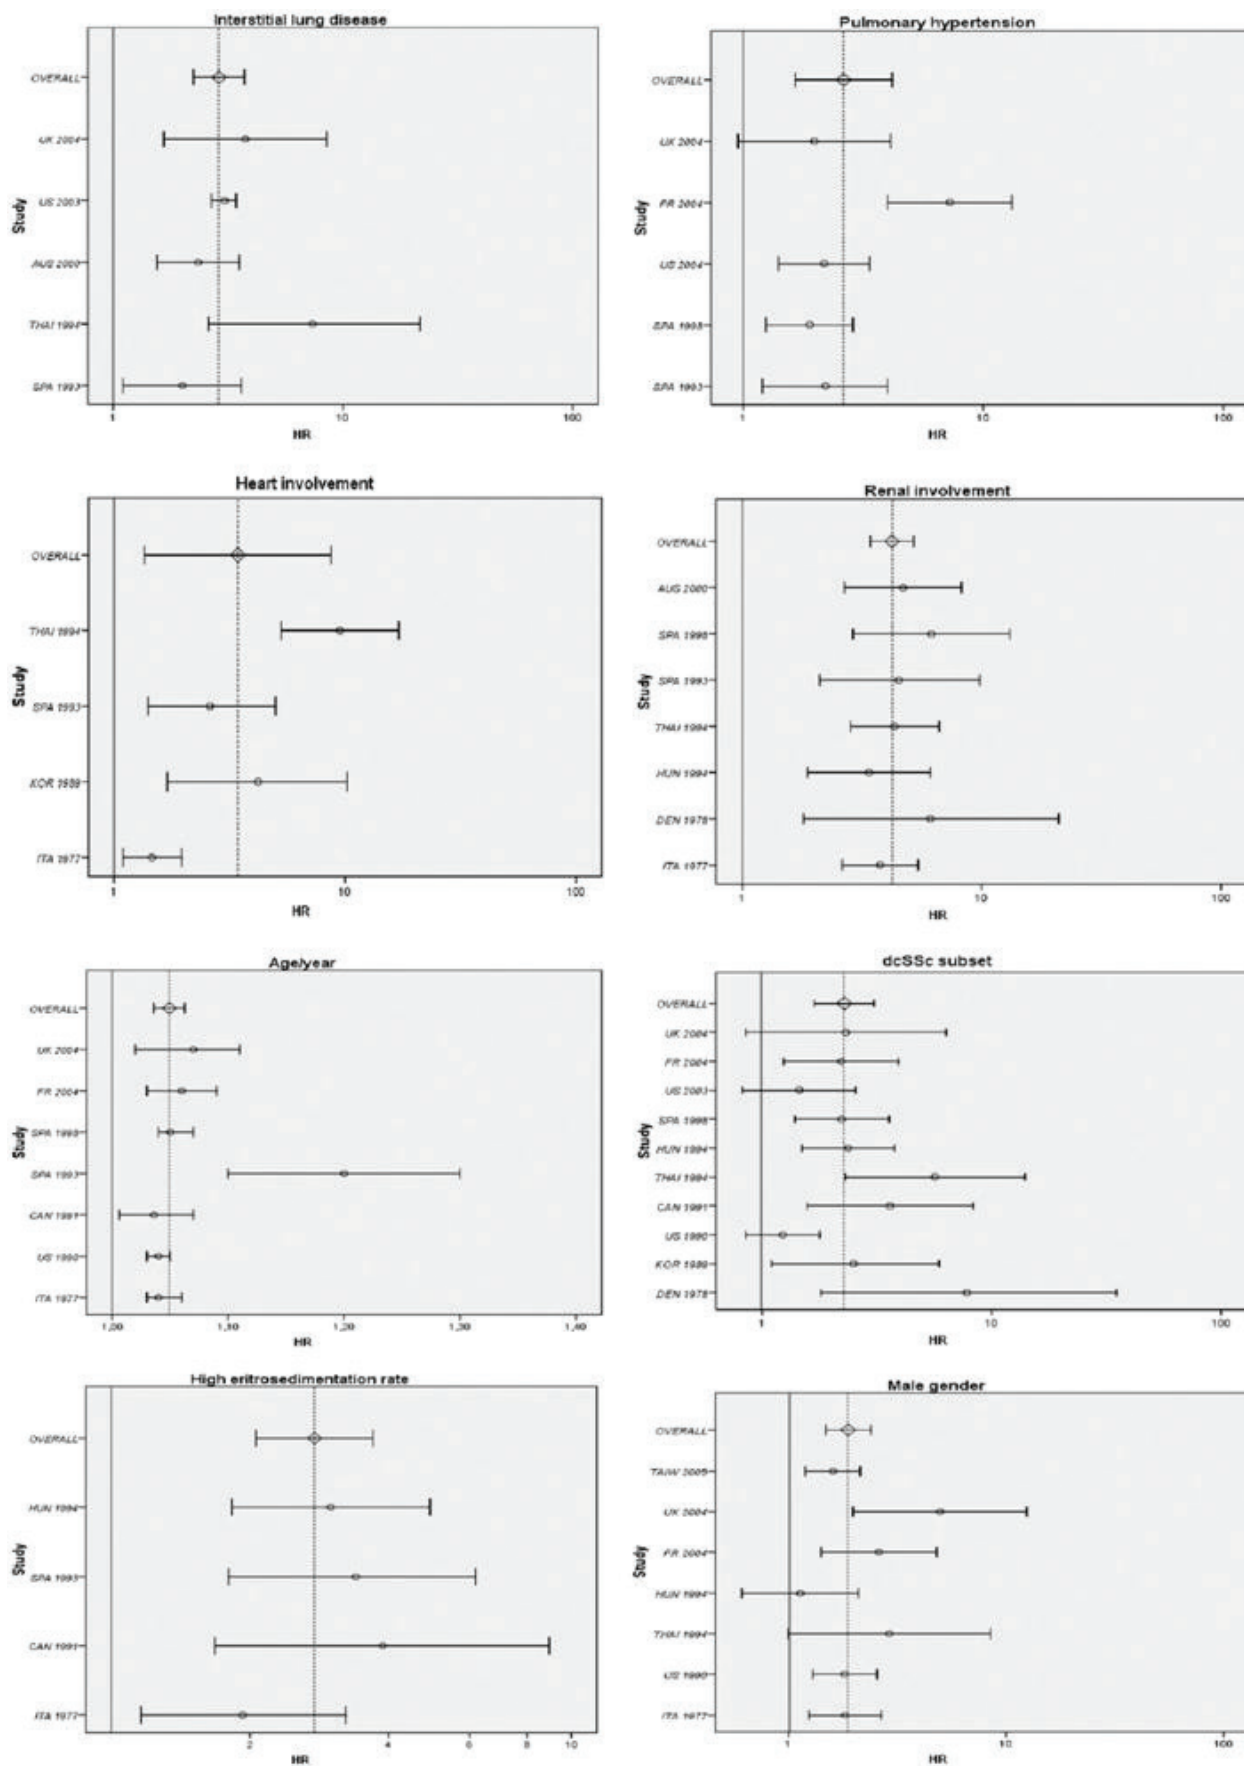 Interstitial lung disease
OVERALL
UK 2004
US 2003
AUS 2000
THAI 1994
SPA 1993
Study
1 10 100
HR
Pulmonary hypertension
OVERALL
UK 2004
FR 2004
US 2004
SPA 1998
SPA 1993
Study
1 10 100
HR
Heart involvement
OVERALL
THAI 1994
SPA 1993
KOR 1989
ITA 1977
Study
1 10 100
HR
Renal involvement
OVERALL
AUS 2000
SPA 1998
SPA 1993
THAI 1994
HUN 1994
DEN 1978
ITA 1977
Study
1 10 100
HR
Age/year
OVERALL
UK 2004
FR 2004
SPA 1998
SPA 1993
CAN 1991
US 1990
ITA 1977
Study
1,00 1,10 1,20 1,30 1,40
HR
dcSSc subset
OVERALL
UK 2004
FR 2004
US 2003
SPA 1998
HUN 1994
THAI 1994
CAN 1991
US 1990
KOR 1989
DEN 1978
Study
1 10 100
HR
High eritrosedimentation rate
OVERALL
HUN 1994
SPA 1993
CAN 1991
ITA 1977
Study
2 4 6 8 10
HR
Male gender
OVERALL
TAIW 2005
UK 2004
FR 2004
HUN 1994
THAI 1994
US 1990
ITA 1977
Study
1 10 100
HR